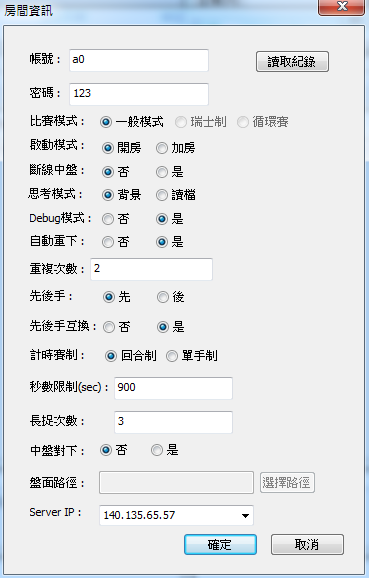 房間資訊
帳號： a0 讀取紀錄
密碼： 123
比賽模式： 一般模式 瑞士制 循環賽
啟動模式： 開房 加房
斷線中盤： 否 是
思考模式： 背景 讀檔
Debug模式： 否 是
自動重下： 否 是
重複次數： 2
先後手： 先 後
先後手互換： 否 是
計時賽制： 回合制 單手制
秒數限制(sec)： 900
長捉次數： 3
中盤對下： 否 是
盤面路徑： 選擇路徑
Server IP： 140.135.65.57
確定 取消